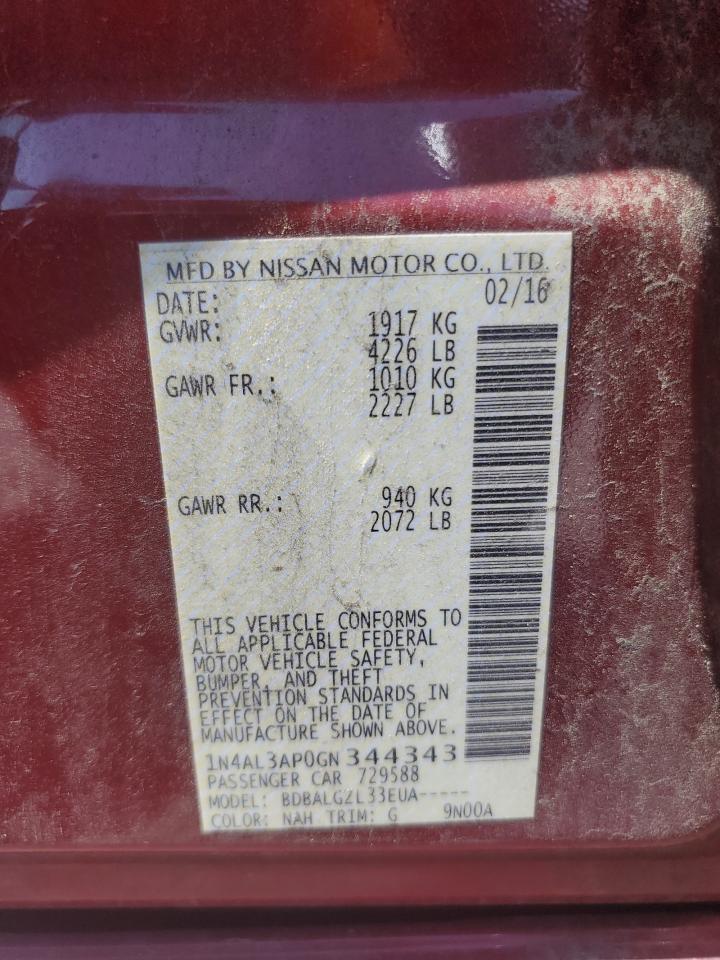 MFD BY NISSAN MOTOR CO., LTD.
DATE: 02/16
GVWR: 1917 KG
4226 LB
GAWR FR.: 1010 KG
2227 LB
GAWR RR.: 940 KG
2072 LB
THIS VEHICLE CONFORMS TO
ALL APPLICABLE FEDERAL
MOTOR VEHICLE SAFETY,
BUMPER, AND THEFT
PREVENTION STANDARDS IN
EFFECT ON THE DATE OF
MANUFACTURE SHOWN ABOVE.
1N4AL3AP0GN344343
PASSENGER CAR 729588
MODEL: BDBALGZL33EUA-----
COLOR: NAH TRIM: G 9N00A